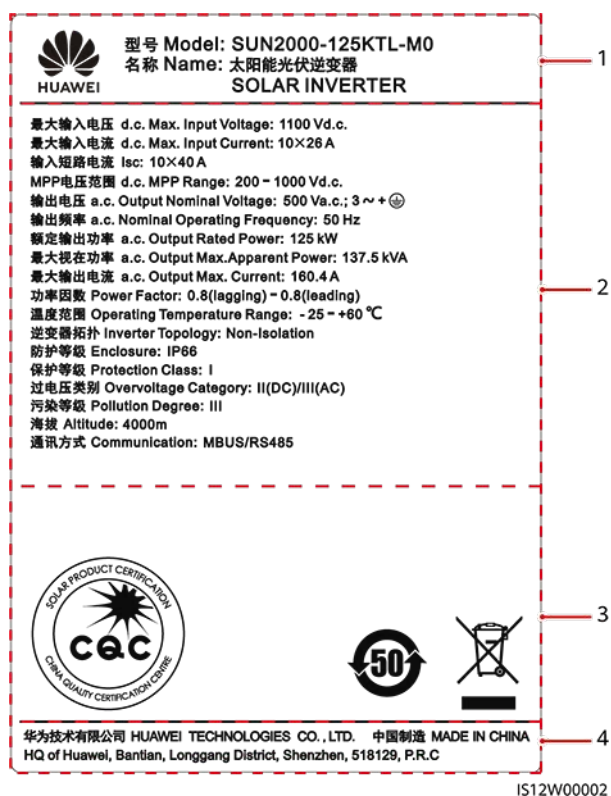 型号 Model: SUN2000-125KTL-M0
名称 Name: 太阳能光伏逆变器
SOLAR INVERTER
HUAWEI
1
最大输入电压 d.c. Max. Input Voltage: 1100 Vd.c.
最大输入电流 d.c. Max. Input Current: 10×26 A
输入短路电流 Isc: 10×40 A
MPP电压范围 d.c. MPP Range: 200 - 1000 Vd.c.
输出电压 a.c. Output Nominal Voltage: 500 Va.c.; 3 ~ + ⏚
输出频率 a.c. Nominal Operating Frequency: 50 Hz
额定输出功率 a.c. Output Rated Power: 125 kW
最大视在功率 a.c. Output Max.Apparent Power: 137.5 kVA
最大输出电流 a.c. Output Max. Current: 160.4 A
功率因数 Power Factor: 0.8(lagging) - 0.8(leading)
温度范围 Operating Temperature Range: - 25 - +60 ℃
逆变器拓扑 Inverter Topology: Non-Isolation
防护等级 Enclosure: IP66
保护等级 Protection Class: I
过电压类别 Overvoltage Category: II(DC)/III(AC)
污染等级 Pollution Degree: III
海拔 Altitude: 4000m
通讯方式 Communication: MBUS/RS485
2
SOLAR PRODUCT CERTIFICATION
CQC
CHINA QUALITY CERTIFICATION CENTRE
50
3
华为技术有限公司 HUAWEI TECHNOLOGIES CO., LTD. 中国制造 MADE IN CHINA
HQ of Huawei, Bantian, Longgang District, Shenzhen, 518129, P.R.C
4
IS12W00002